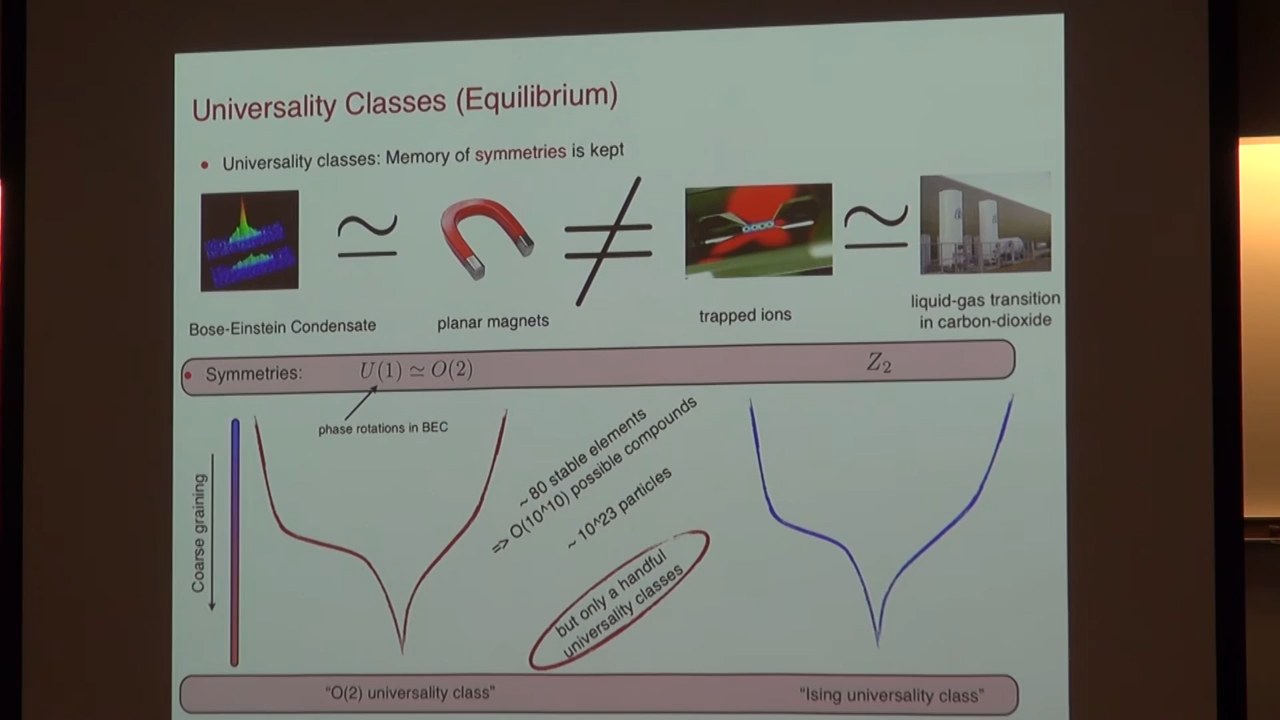 Universality Classes (Equilibrium)
• Universality classes: Memory of symmetries is kept
≃
≠
≃
Bose-Einstein Condensate
planar magnets
trapped ions
liquid-gas transition
in carbon-dioxide
• Symmetries:
U(1) ≃ O(2)
Z₂
phase rotations in BEC
Coarse graining
~ 80 stable elements
=> O(10^10) possible compounds
~ 10^23 particles
but only a handful
universality classes
"O(2) universality class"
"Ising universality class"